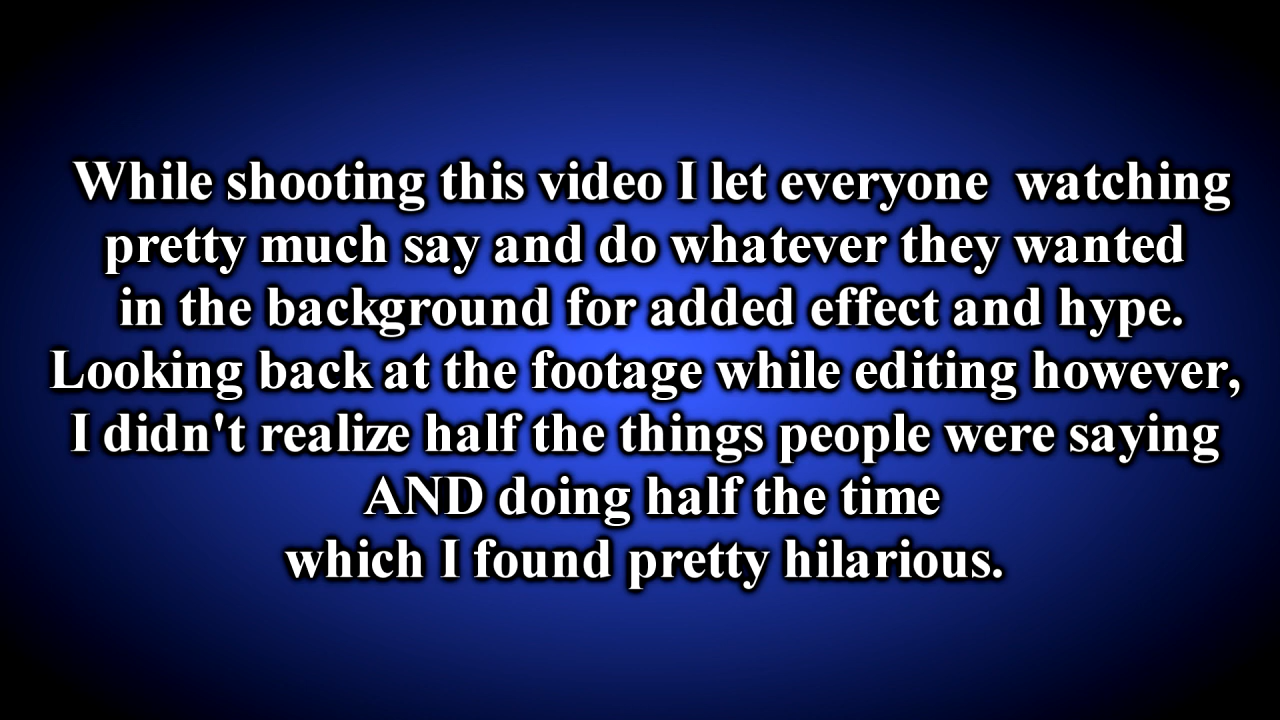 While shooting this video I let everyone  watching
pretty much say and do whatever they wanted
in the background for added effect and hype.
Looking back at the footage while editing however,
I didn't realize half the things people were saying
AND doing half the time
which I found pretty hilarious.